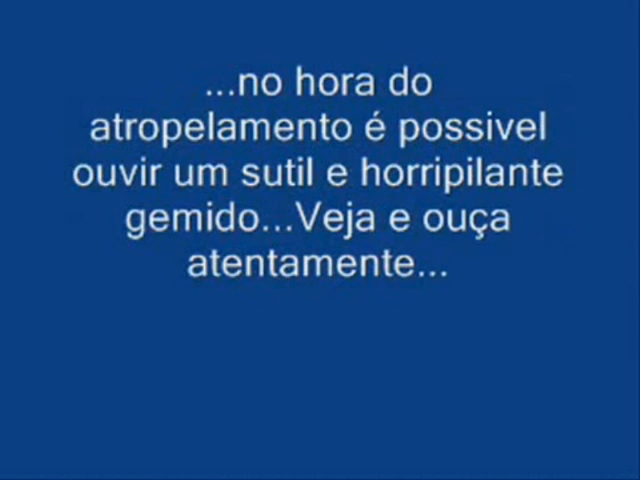 ...no hora do
atropelamento é possivel
ouvir um sutil e horripilante
gemido...Veja e ouça
atentamente...